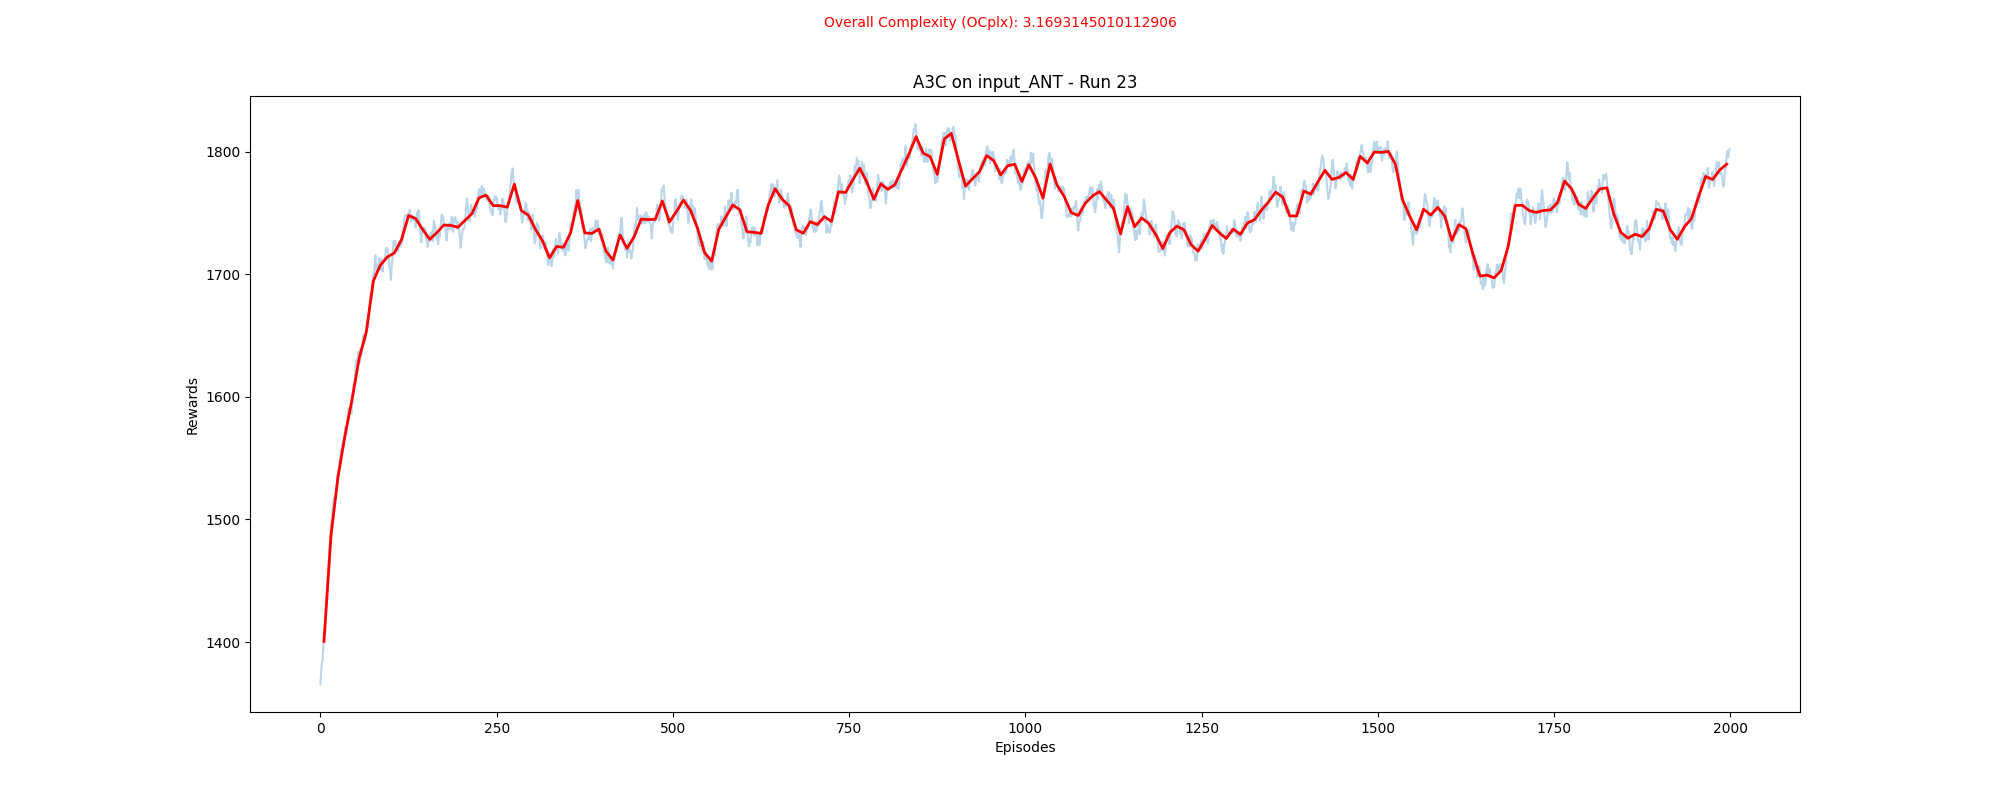 Overall Complexity (OCplx): 3.1693145010112906
A3C on input_ANT - Run 23
1800
1700
1600
1500
1400
Rewards
0 250 500 750 1000 1250 1500 1750 2000
Episodes